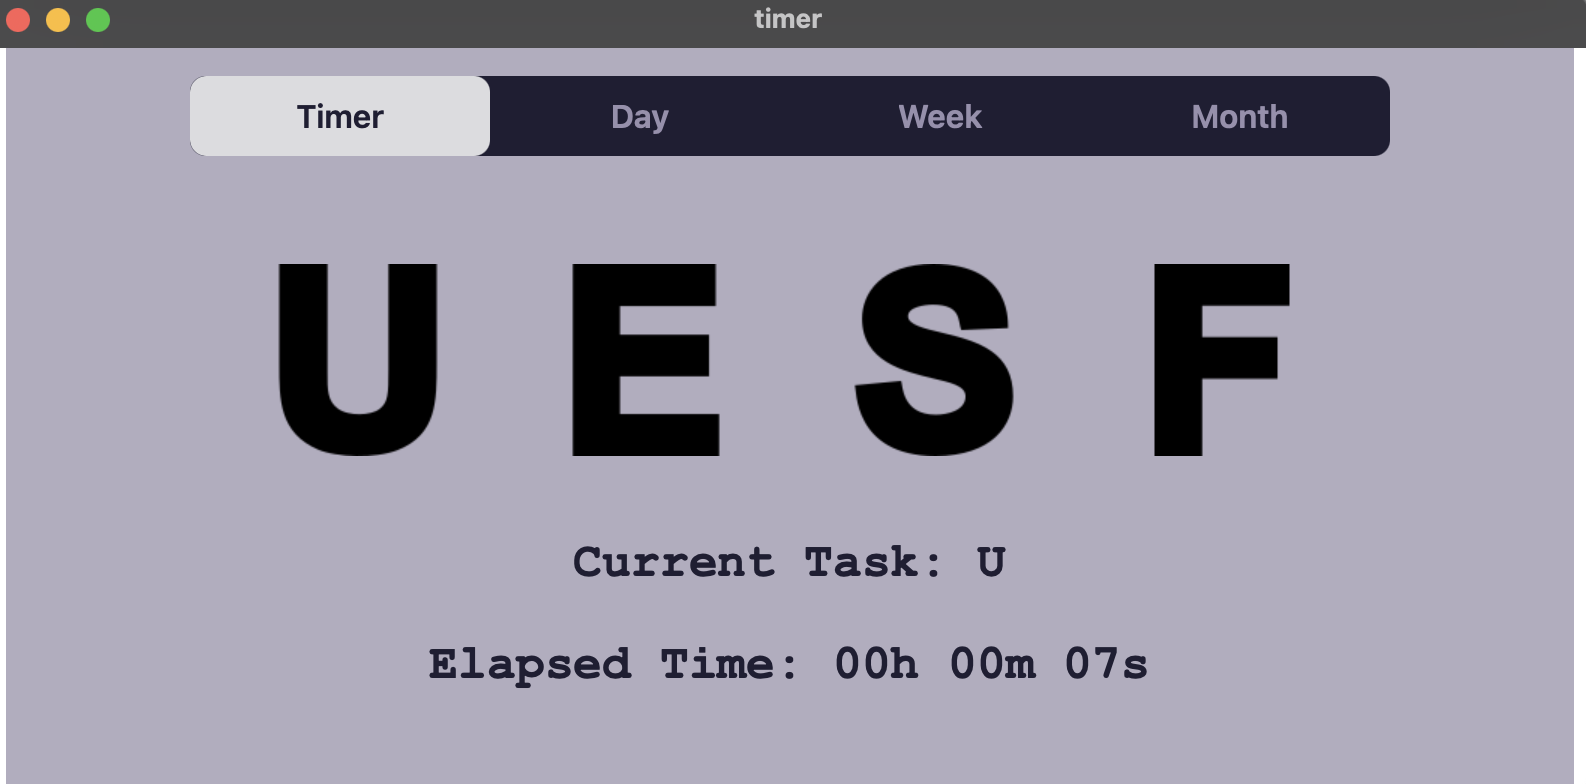 timer
Timer Day Week Month
U E S F
Current Task: U
Elapsed Time: 00h 00m 07s